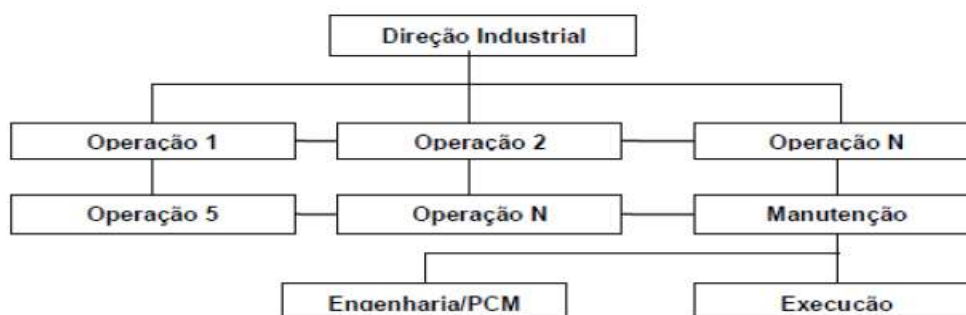 Direção Industrial
Operação 1 Operação 2 Operação N
Operação 5 Operação N Manutenção
Engenharia/PCM Execução